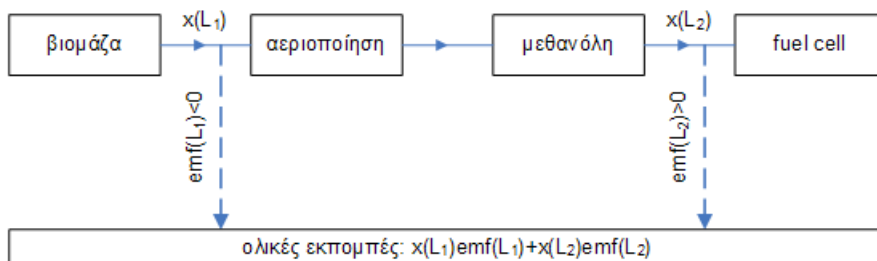 x(L₁)
x(L₂)
βιομάζα
αεριοποίηση
μεθανόλη
fuel cell
emf(L₁)<0
emf(L₂)>0
ολικές εκπομπές: x(L₁)emf(L₁)+x(L₂)emf(L₂)